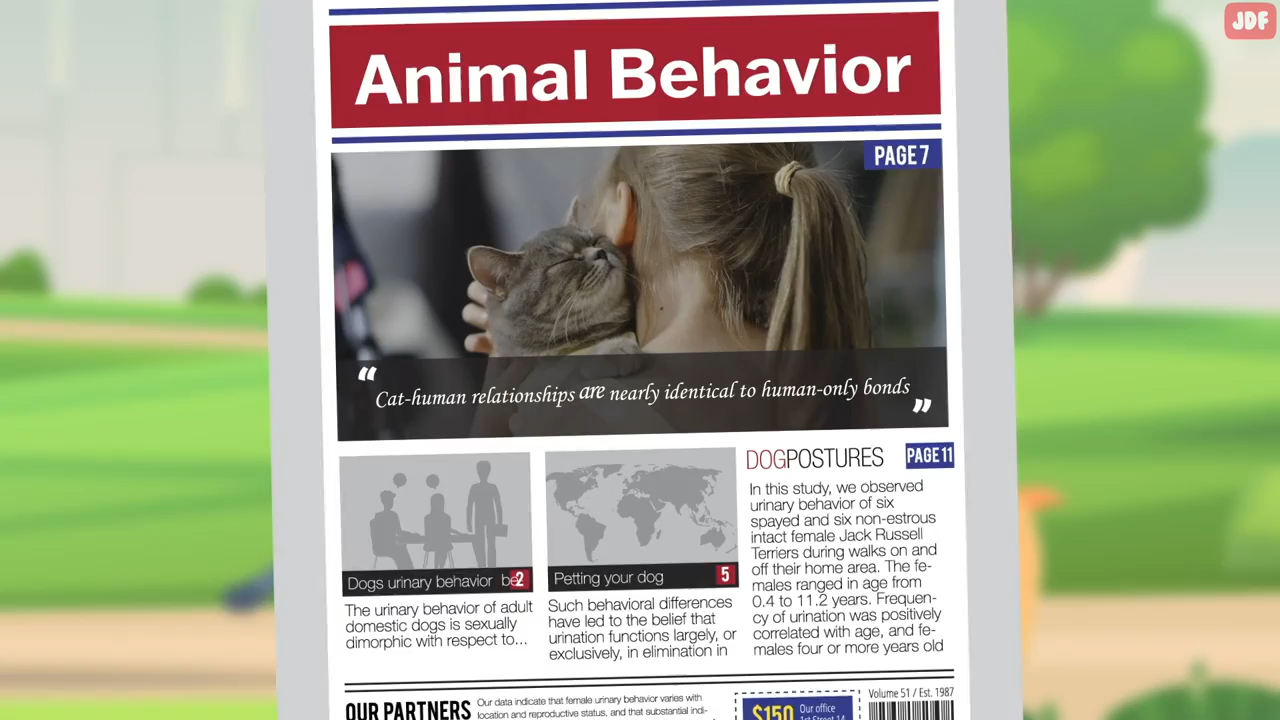 JDF
Animal Behavior
PAGE 7
“
Cat-human relationships are nearly identical to human-only bonds
”
Dogs urinary behavior be
2
The urinary behavior of adult
domestic dogs is sexually
dimorphic with respect to...
Petting your dog
5
Such behavioral differences
have led to the belief that
urination functions largely, or
exclusively, in elimination in
DOGPOSTURES
PAGE 11
In this study, we observed
urinary behavior of six
spayed and six non-estrous
intact female Jack Russell
Terriers during walks on and
off their home area. The fe-
males ranged in age from
0.4 to 11.2 years. Frequen-
cy of urination was positively
correlated with age, and fe-
males four or more years old
OUR PARTNERS
Our data indicate that female urinary behavior varies with
location and reproductive status, and that substantial indi-
$150
Our office
1st Street 14
Volume 51 / Est. 1987